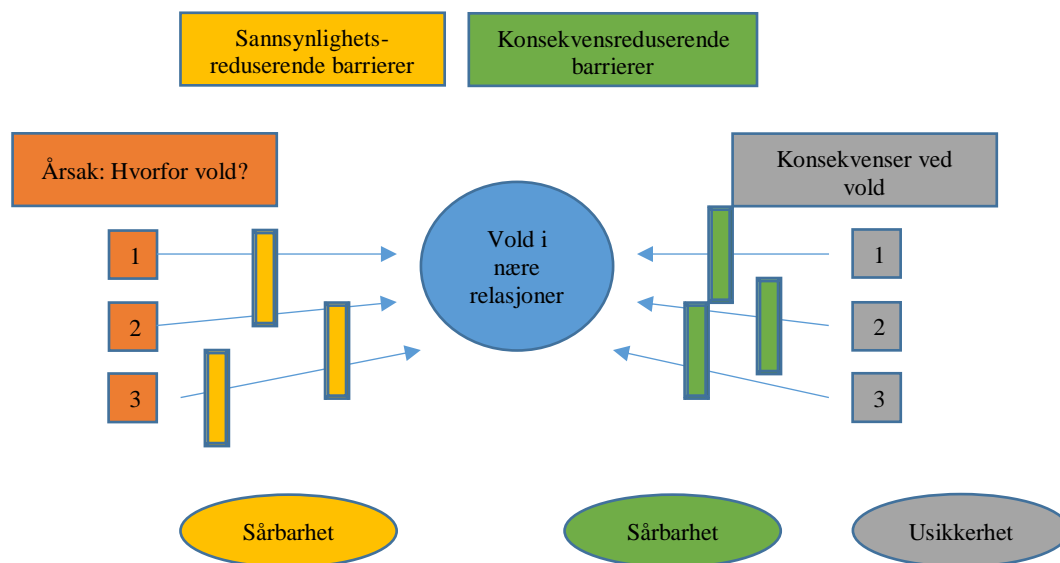 Sannsynlighets-
reduserende barrierer
Konsekvensreduserende
barrierer
Årsak: Hvorfor vold?
Konsekvenser ved
vold
Vold i
nære
relasjoner
1
2
3
1
2
3
Sårbarhet
Sårbarhet
Usikkerhet